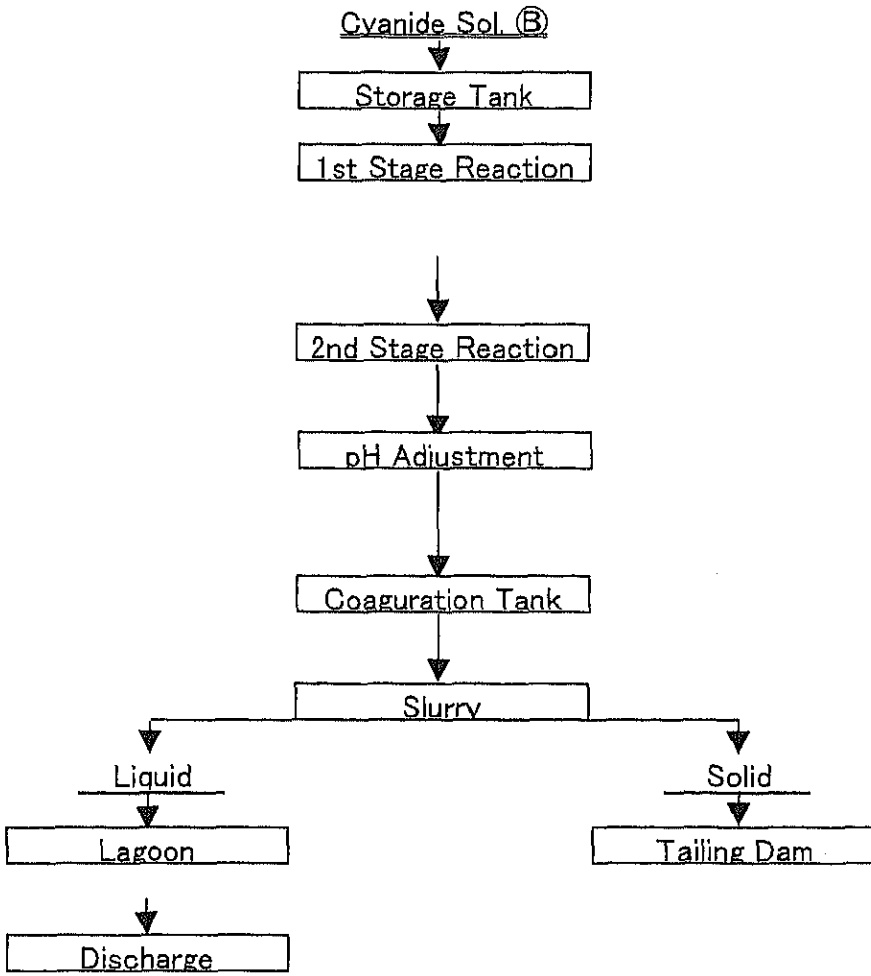 Cyanide Sol. Ⓑ
Storage Tank
1st Stage Reaction
2nd Stage Reaction
pH Adjustment
Coaguration Tank
Slurry
Liquid
Solid
Lagoon
Tailing Dam
Discharge